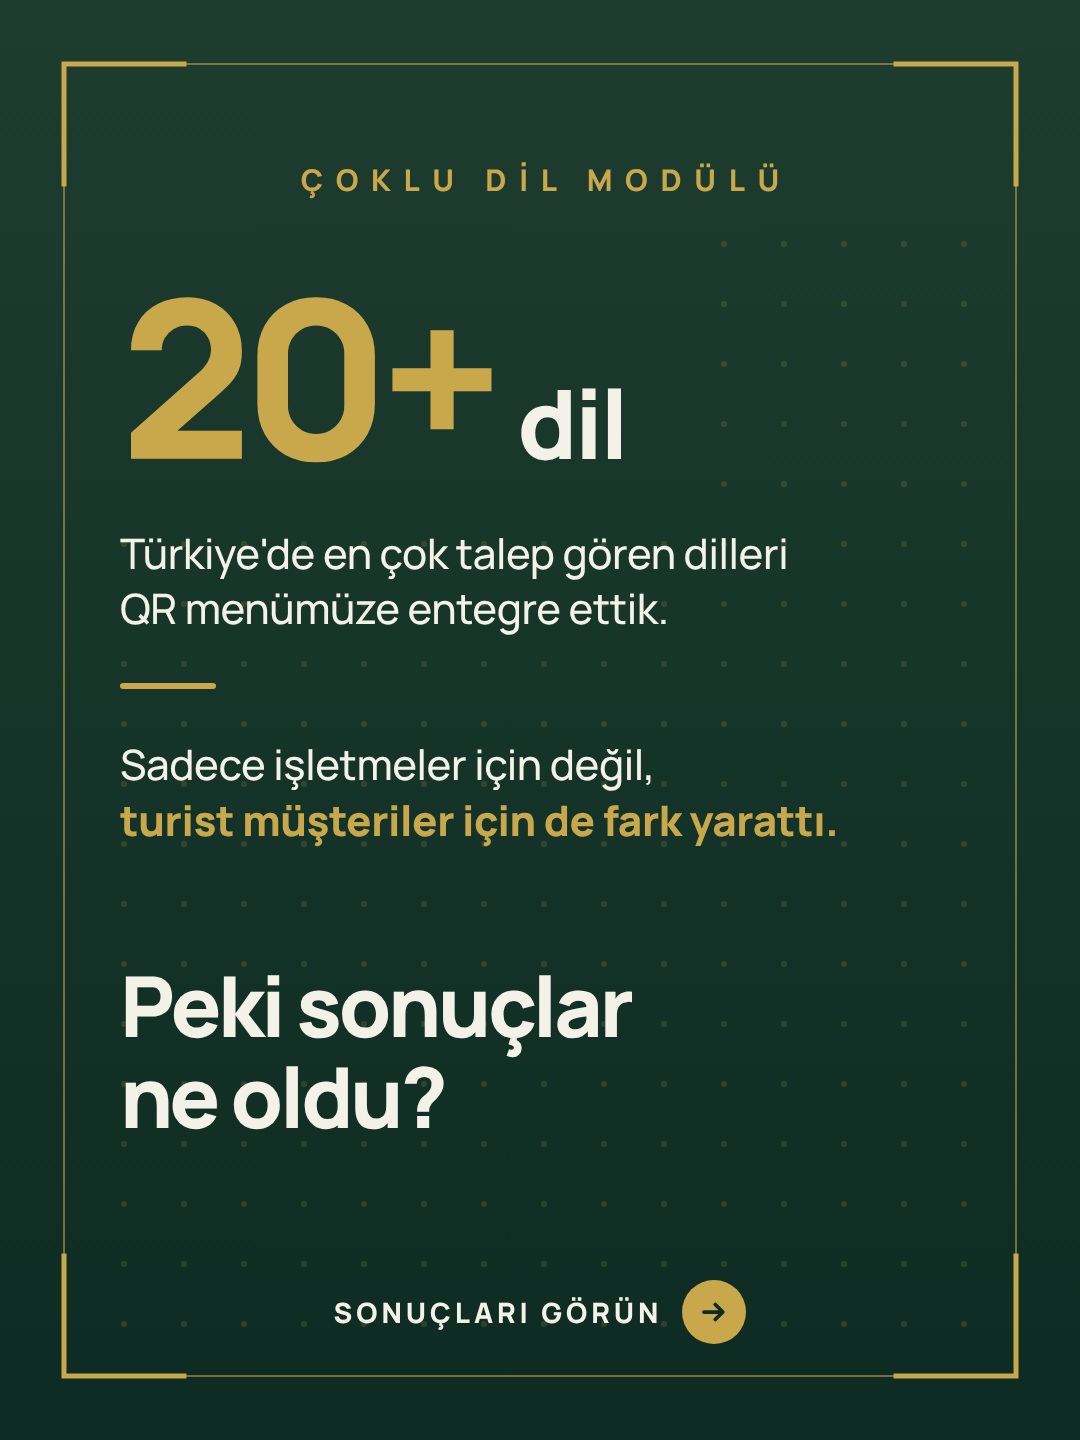 ÇOKLU DİL MODÜLÜ
20+ dil
Türkiye'de en çok talep gören dilleri
QR menümüze entegre ettik.
Sadece işletmeler için değil,
turist müşteriler için de fark yarattı.
Peki sonuçlar
ne oldu?
SONUÇLARI GÖRÜN